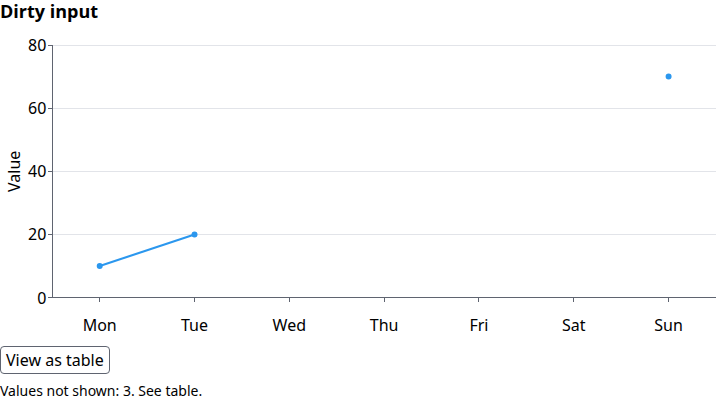 Dirty input
80
60
40
20
0
Value
Mon Tue Wed Thu Fri Sat Sun
View as table
Values not shown: 3. See table.